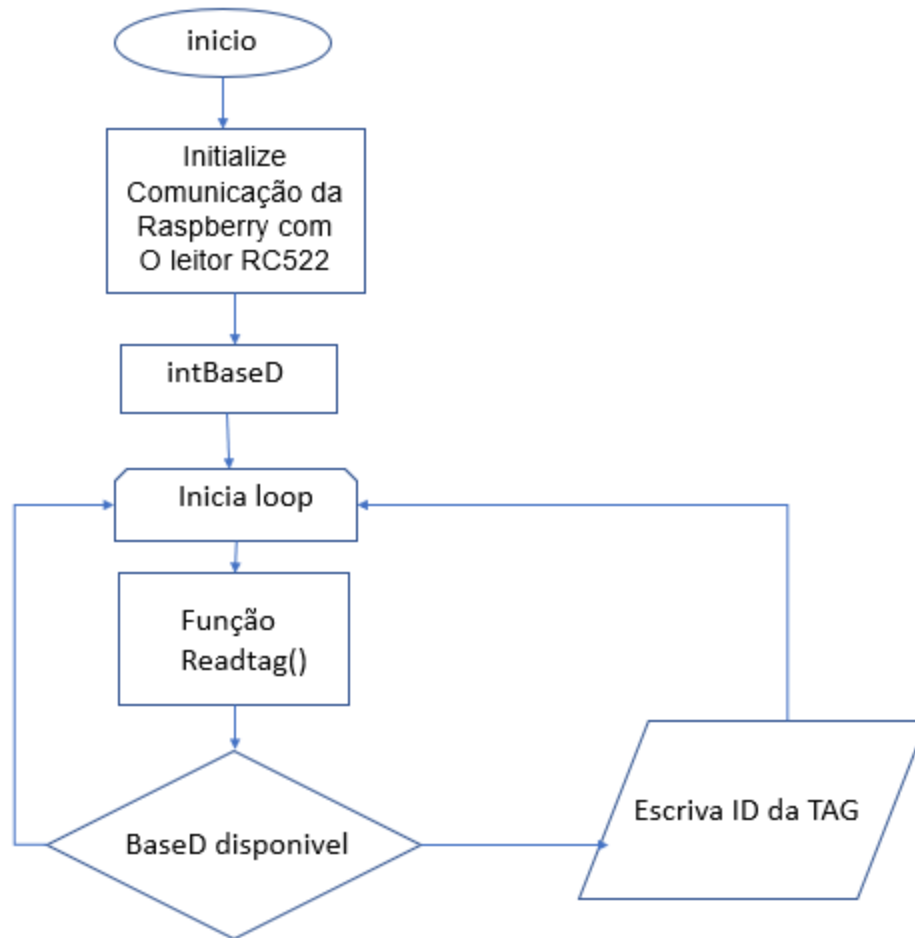 inicio
Initialize
Comunicação da
Raspberry com
O leitor RC522
intBaseD
Inicia loop
Função
Readtag()
BaseD disponivel
Escriva ID da TAG